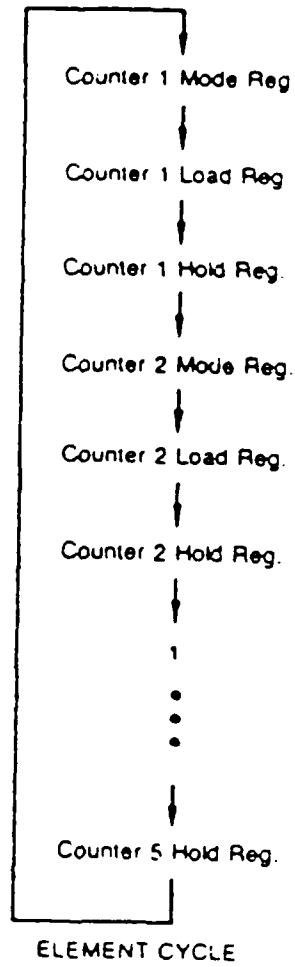 Counter 1 Mode Reg
Counter 1 Load Reg
Counter 1 Hold Reg.
Counter 2 Mode Reg.
Counter 2 Load Reg.
Counter 2 Hold Reg.
1
Counter 5 Hold Reg.
ELEMENT CYCLE